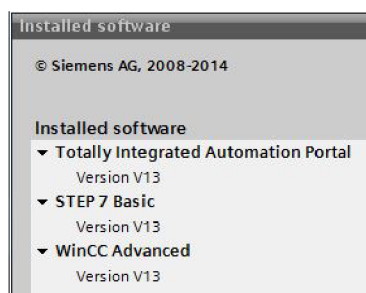 Installed software
© Siemens AG, 2008-2014
Installed software
Totally Integrated Automation Portal
Version V13
STEP 7 Basic
Version V13
WinCC Advanced
Version V13